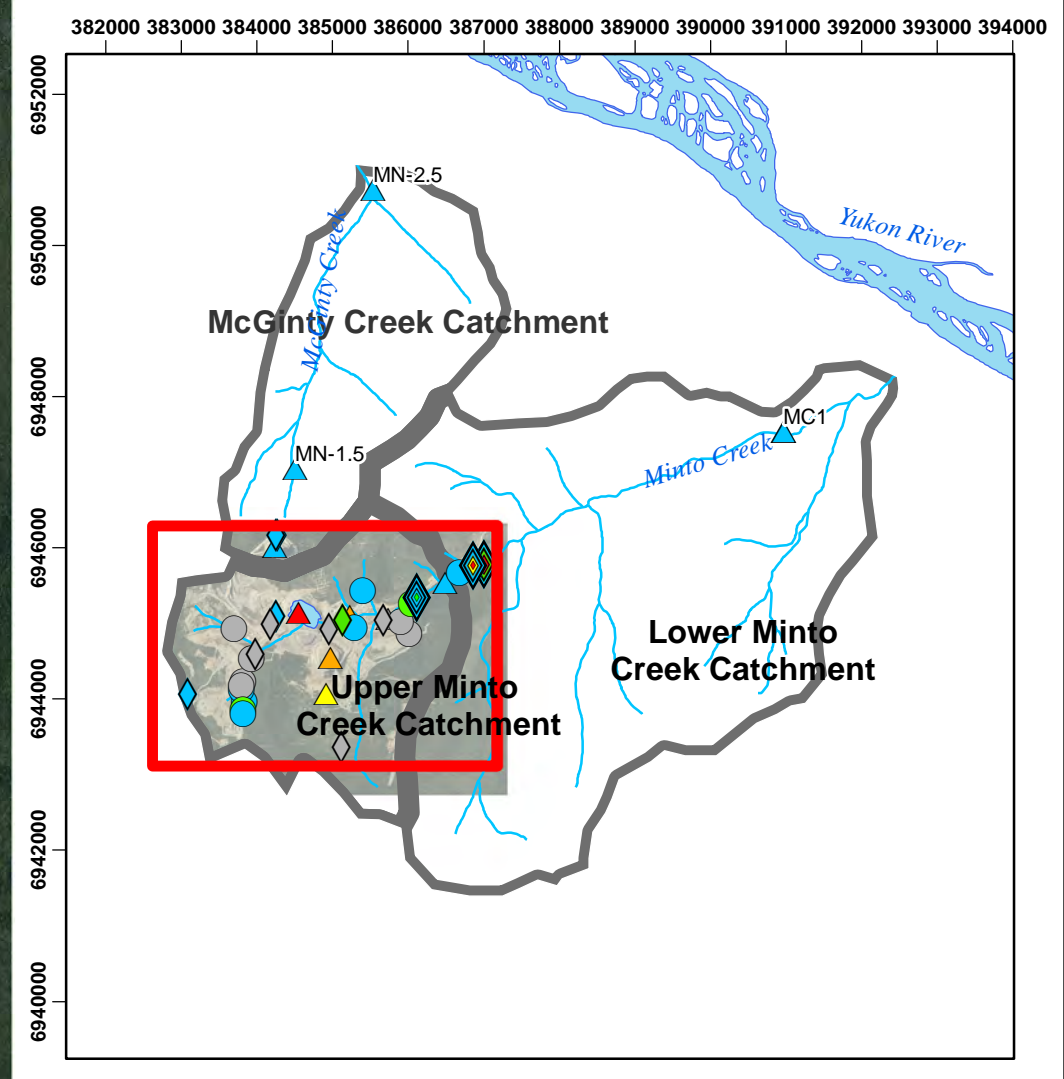 382000 383000 384000 385000 386000 387000 388000 389000 390000 391000 392000 393000 394000
6952000
6950000
6948000
6946000
6944000
6942000
6940000
MN-2.5
Yukon River
McGinty Creek
McGinty Creek Catchment
MC1
MN-1.5
Minto Creek
Lower Minto
Creek Catchment
Upper Minto
Creek Catchment